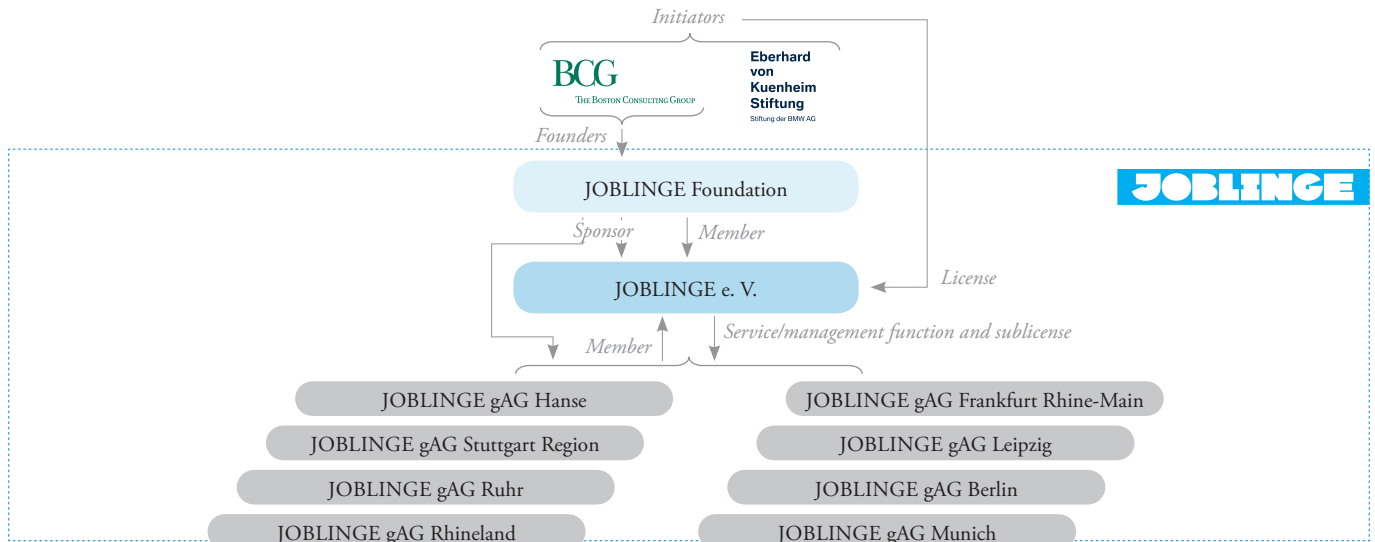 Initiators
BCG
THE BOSTON CONSULTING GROUP
Eberhard
von
Kuenheim
Stiftung
Stiftung der BMW AG
Founders
JOBLINGE Foundation
JOBLINGE
Sponsor
Member
JOBLINGE e. V.
License
Service/management function and sublicense
Member
JOBLINGE gAG Hanse
JOBLINGE gAG Frankfurt Rhine-Main
JOBLINGE gAG Stuttgart Region
JOBLINGE gAG Leipzig
JOBLINGE gAG Ruhr
JOBLINGE gAG Berlin
JOBLINGE gAG Rhineland
JOBLINGE gAG Munich